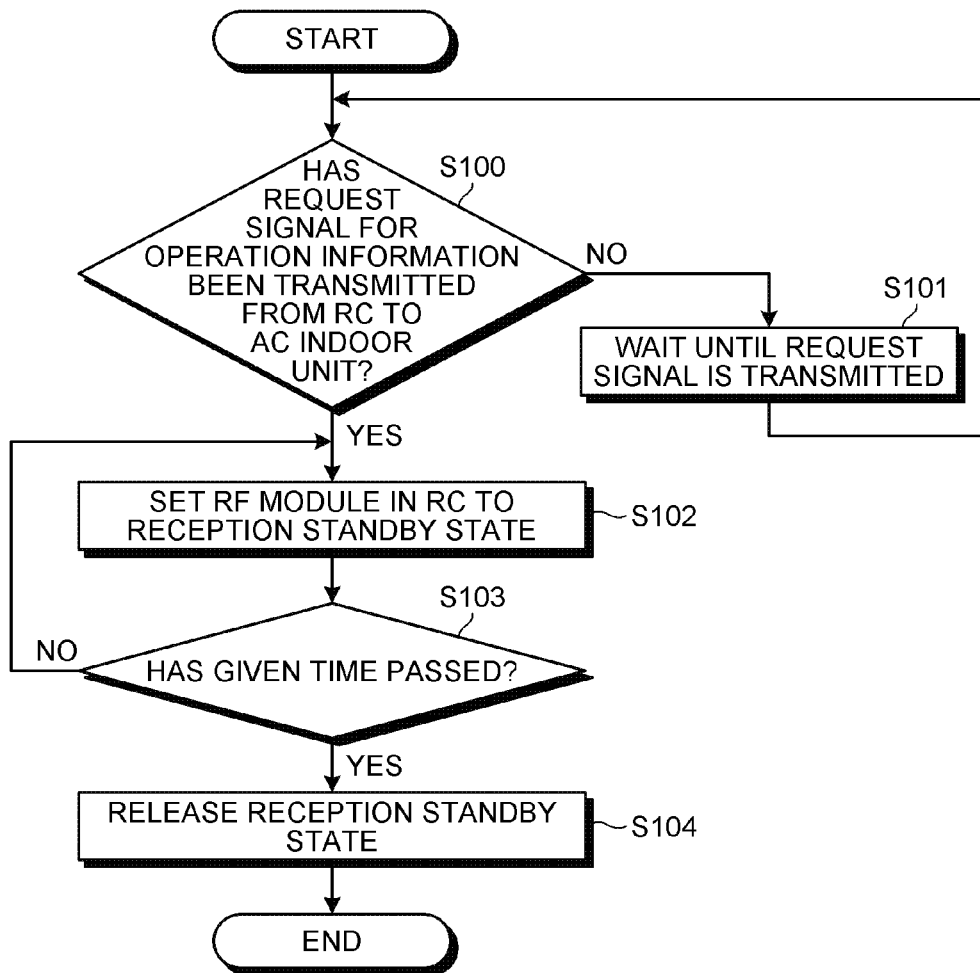 START
HAS
REQUEST
SIGNAL FOR
OPERATION INFORMATION
BEEN TRANSMITTED
FROM RC TO
AC INDOOR
UNIT?
S100
NO
S101
WAIT UNTIL REQUEST
SIGNAL IS TRANSMITTED
YES
SET RF MODULE IN RC TO
RECEPTION STANDBY STATE
S102
S103
NO
HAS GIVEN TIME PASSED?
YES
RELEASE RECEPTION STANDBY
STATE
S104
END